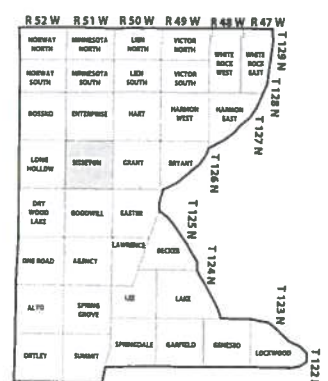 R 52 W R 51 W R 50 W R 49 W R 48 W R 47 W
NORWAY NORTH MINNESOTA NORTH LIEN NORTH VICTOR NORTH WHITE ROCK WEST WHITE ROCK EAST
T 129 N
NORWAY SOUTH MINNESOTA SOUTH LIEN SOUTH VICTOR SOUTH
T 128 N
ROSSKO ENTERPRISE HART HARMON WEST HARMON EAST
T 127 N
LONG HOLLOW SISSETON GRANT BRYANT
T 126 N
DRY WOOD LAKE GOODWILL EASTER
T 125 N
LAWRENCE BECKER
ONE ROAD AGENCY
T 124 N
ALTO SPRING GROVE LEE LAKE
T 123 N
ORTLEY SUMMIT SPRINGDALE GARFIELD GENESEO LOCKWOOD
T 122